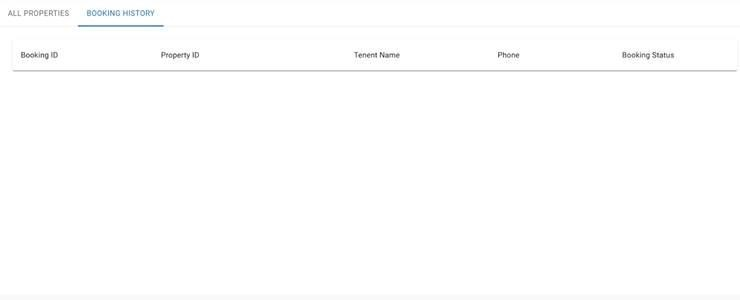 ALL PROPERTIES BOOKING HISTORY
Booking ID Property ID Tenent Name Phone Booking Status